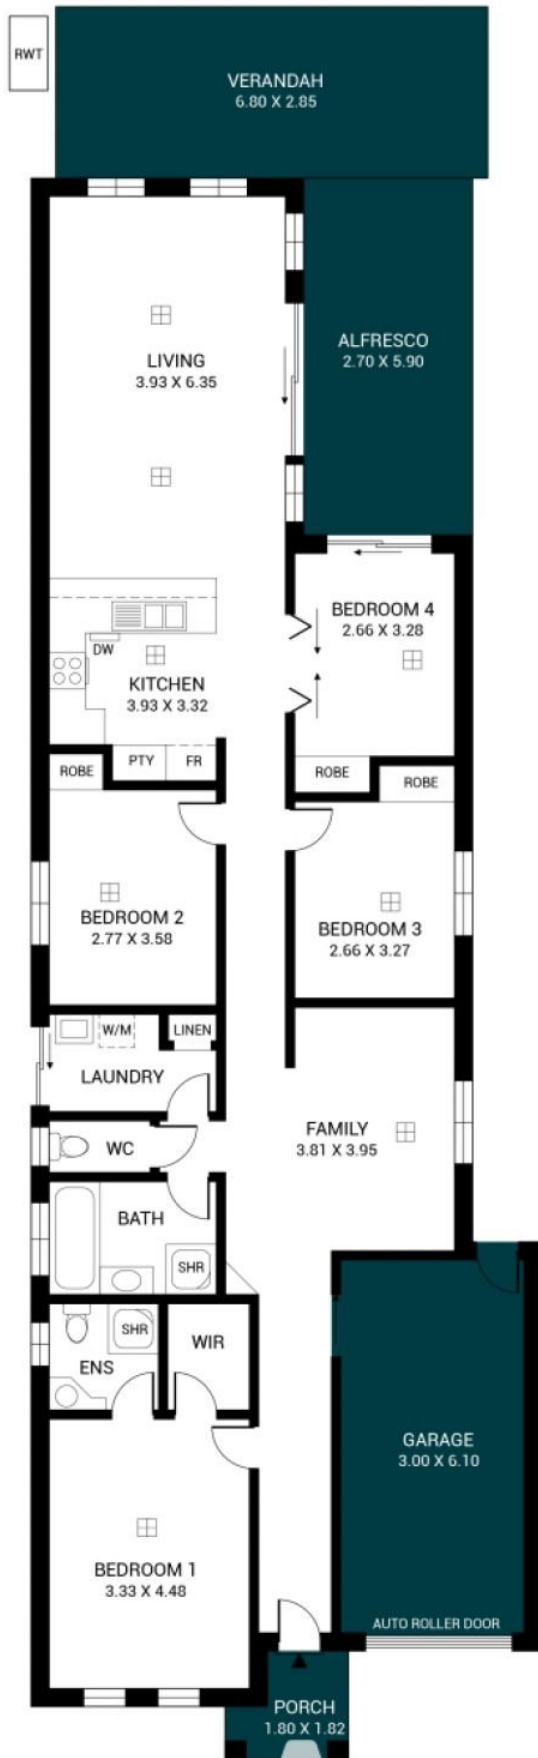 RWT
VERANDAH
6.80 X 2.85
ALFRESCO
2.70 X 5.90
LIVING
3.93 X 6.35
BEDROOM 4
2.66 X 3.28
DW
KITCHEN
3.93 X 3.32
ROBE
PTY
FR
ROBE
ROBE
BEDROOM 2
2.77 X 3.58
BEDROOM 3
2.66 X 3.27
W/M
LINEN
LAUNDRY
WC
FAMILY
3.81 X 3.95
BATH
SHR
SHR
WIR
ENS
GARAGE
3.00 X 6.10
BEDROOM 1
3.33 X 4.48
AUTO ROLLER DOOR
PORCH
1.80 X 1.82